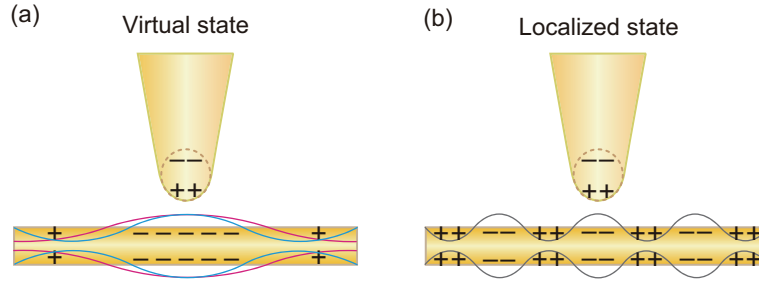 (a)
Virtual state
(b)
Localized state
−−
++
−−
++
+ −−−−− +
+ −−−−− +
++ −− ++ −− ++ −− ++
++ −− ++ −− ++ −− ++